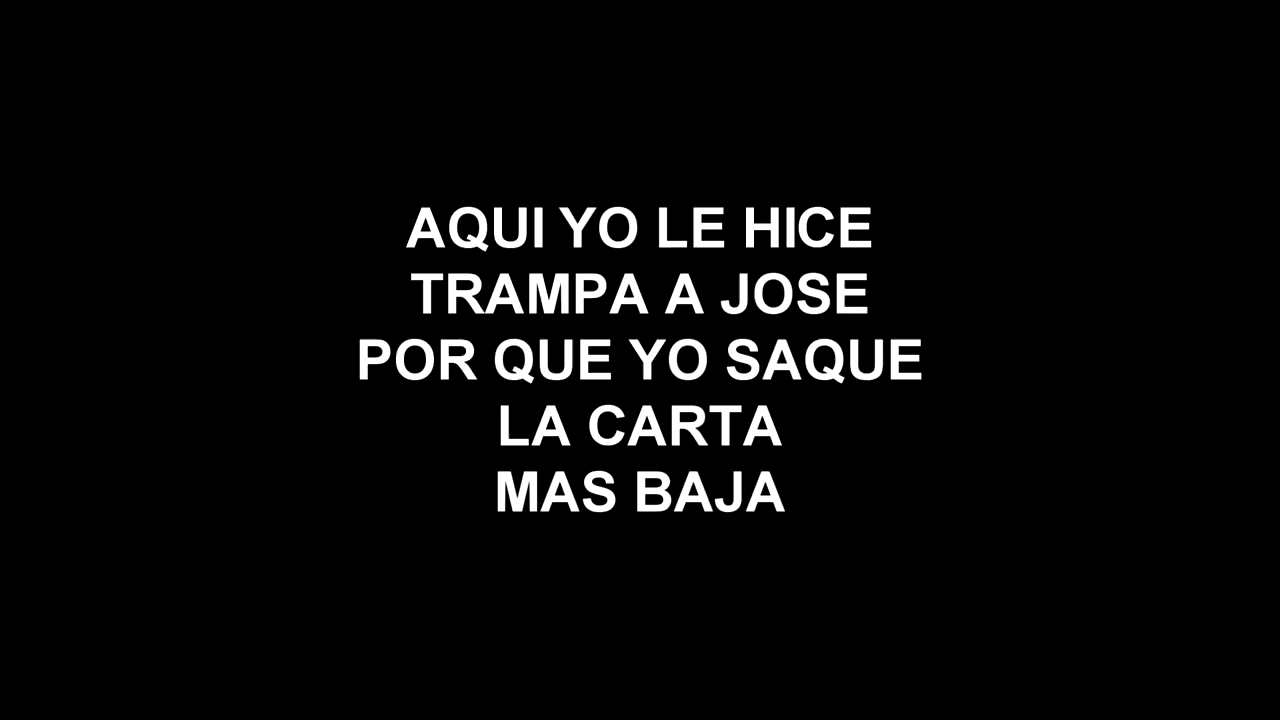 AQUI YO LE HICE
TRAMPA A JOSE
POR QUE YO SAQUE
LA CARTA
MAS BAJA